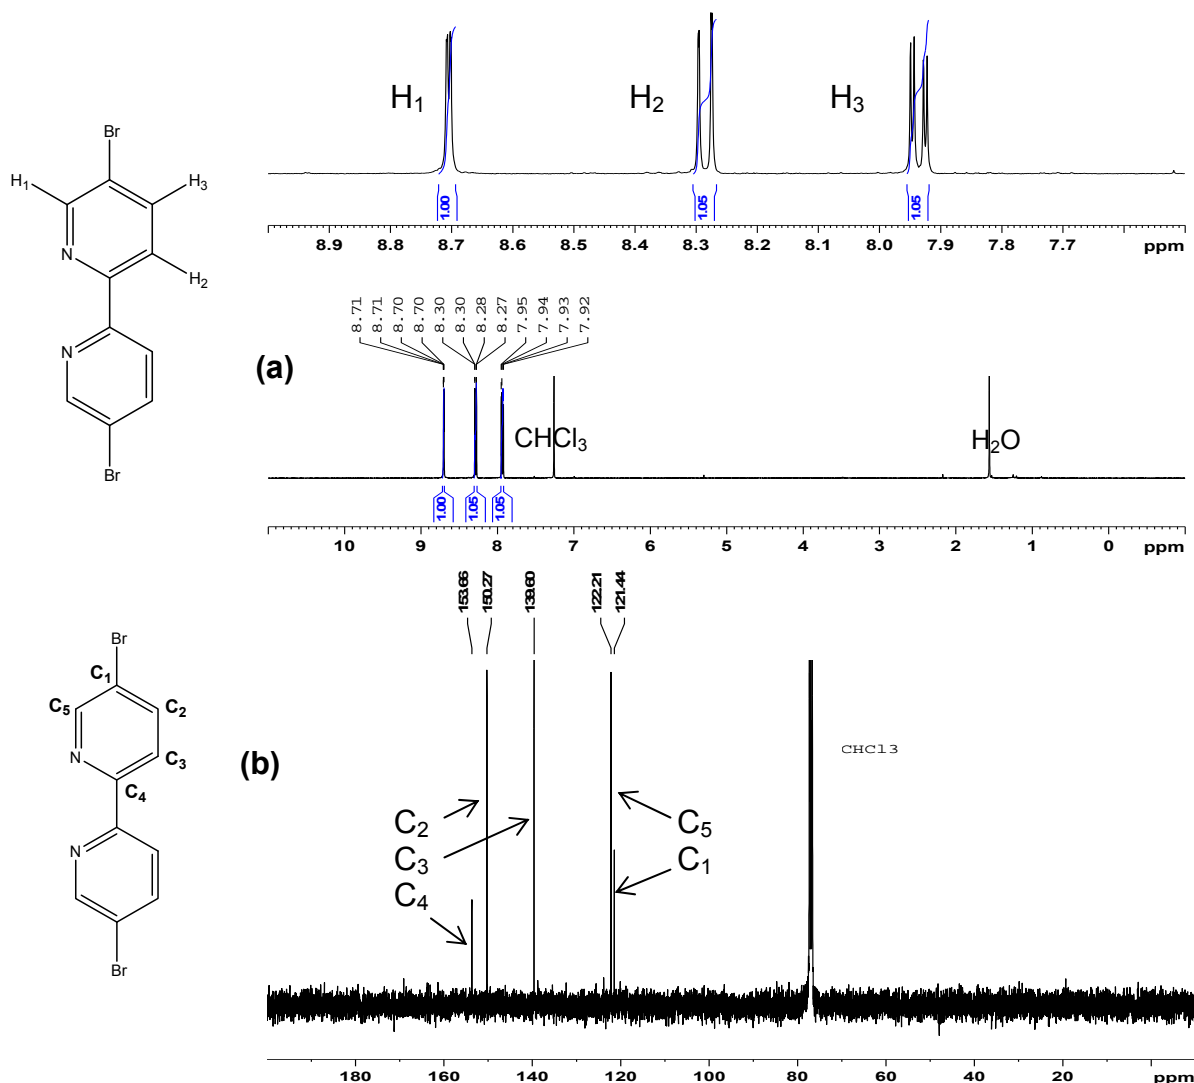 H1 H2 H3
Br
H1 H3
N
H2
N
Br
1.00 1.05 1.05
8.9 8.8 8.7 8.6 8.5 8.4 8.3 8.2 8.1 8.0 7.9 7.8 7.7 ppm
8.71 8.71 8.70 8.70 8.30 8.30 8.28 8.27 7.95 7.94 7.93 7.92
(a)
CHCl3 H2O
1.00 1.05 1.05
10 9 8 7 6 5 4 3 2 1 0 ppm
153.66 150.27 139.60 122.21 121.44
Br
C1
C5 C2
N C3
C4
N
Br
(b)
CHCl3
C2 C5
C3 C1
C4
180 160 140 120 100 80 60 40 20 ppm